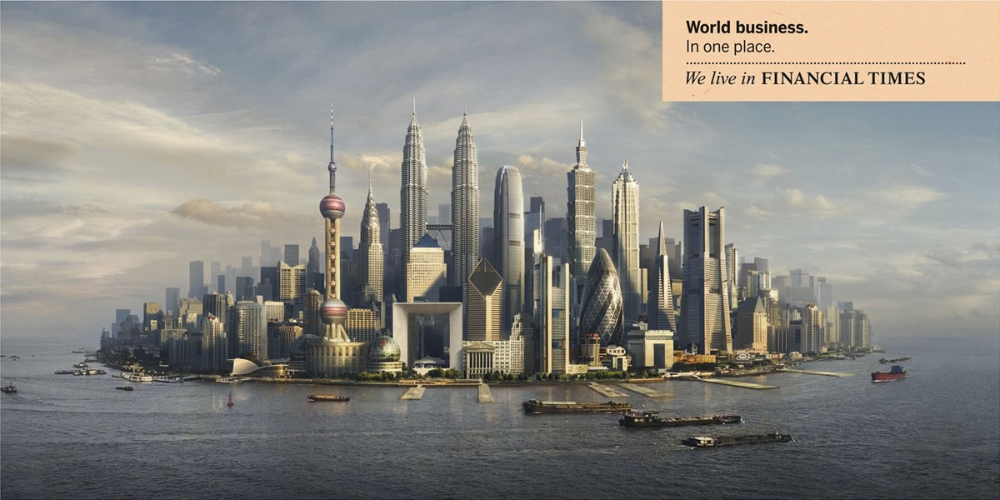 World business.
In one place.
We live in FINANCIAL TIMES